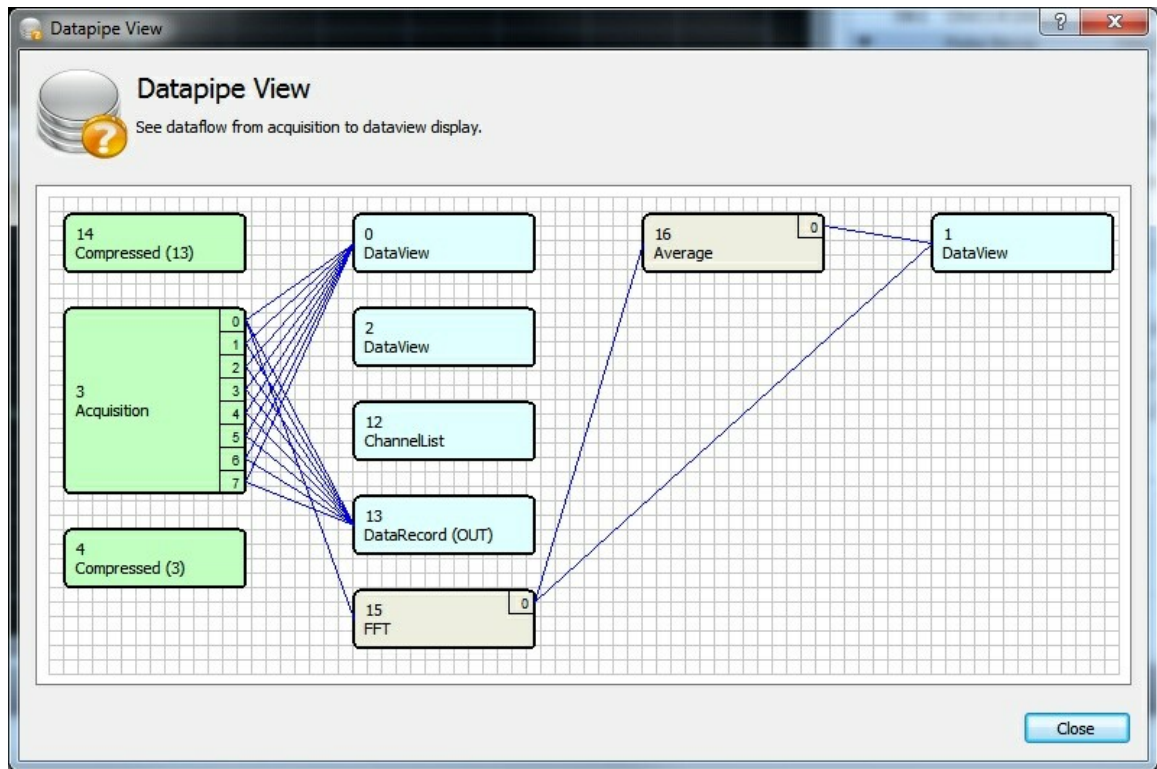 Datapipe View
?
X
Datapipe View
See dataflow from acquisition to dataview display.
?
14
Compressed (13)
0
DataView
16
Average
0
1
DataView
3
Acquisition
0
1
2
3
4
5
6
7
2
DataView
12
ChannelList
13
DataRecord (OUT)
4
Compressed (3)
15
FFT
0
Close